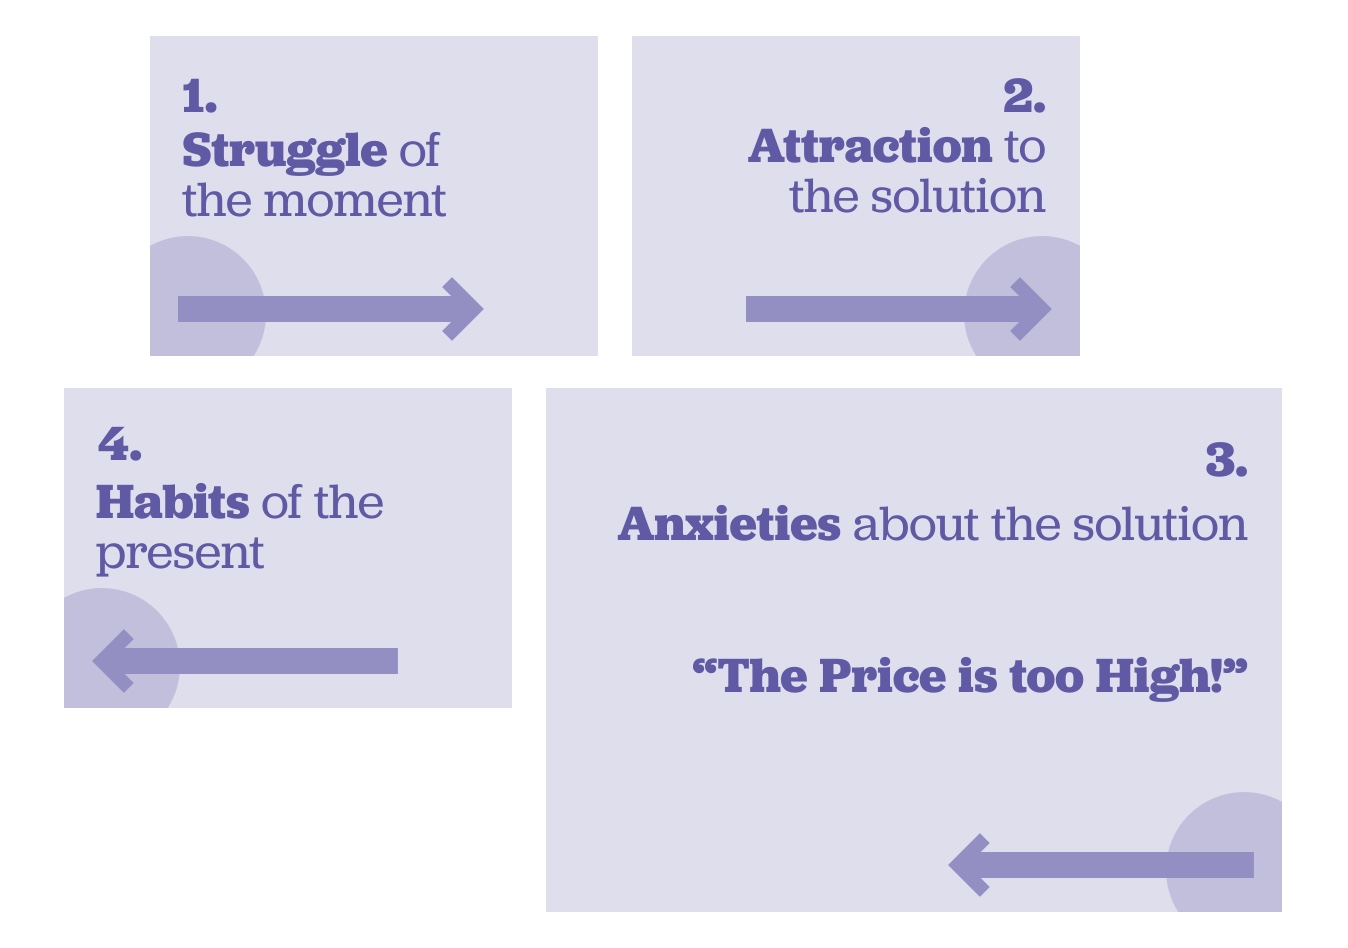 1.
Struggle of
the moment
2.
Attraction to
the solution
4.
Habits of the
present
3.
Anxieties about the solution
“The Price is too High!”